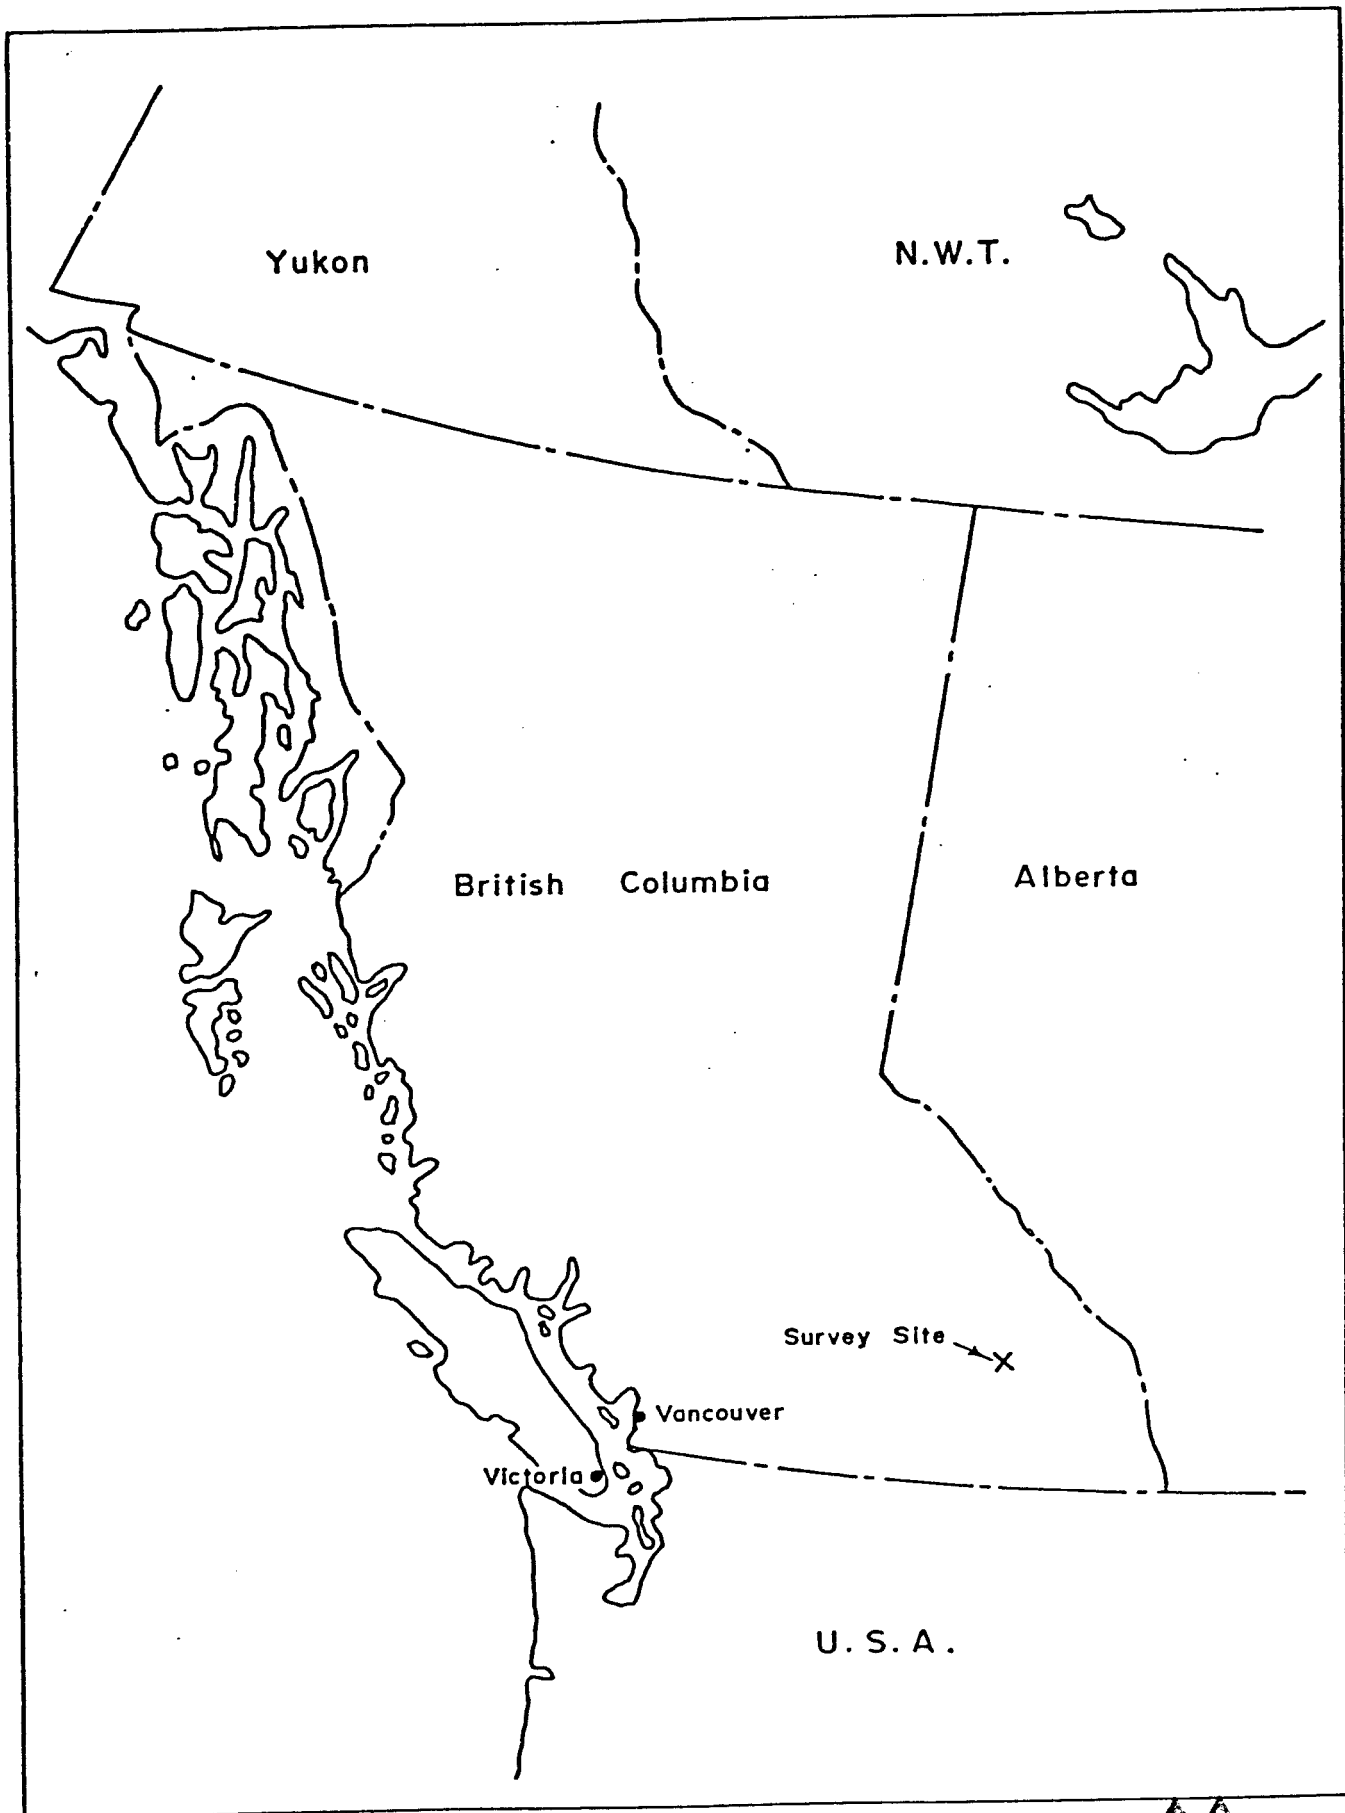 Yukon
N.W.T.
British Columbia
Alberta
Survey Site
Vancouver
Victoria
U.S.A.